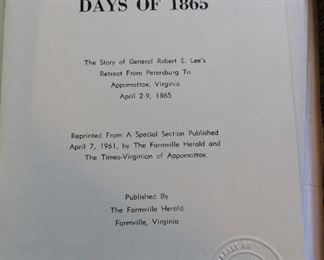 DAYS OF 1865
The Story of General Robert E. Lee's
Retreat From Petersburg To
Appomattox, Virginia
April 2-9, 1865
Reprinted From A Special Section Published
April 7, 1961, by The Farmville Herald and
The Times-Virginian of Appomattox
Published By
The Farmville Herald
Farmville, Virginia
LIBRARY OF